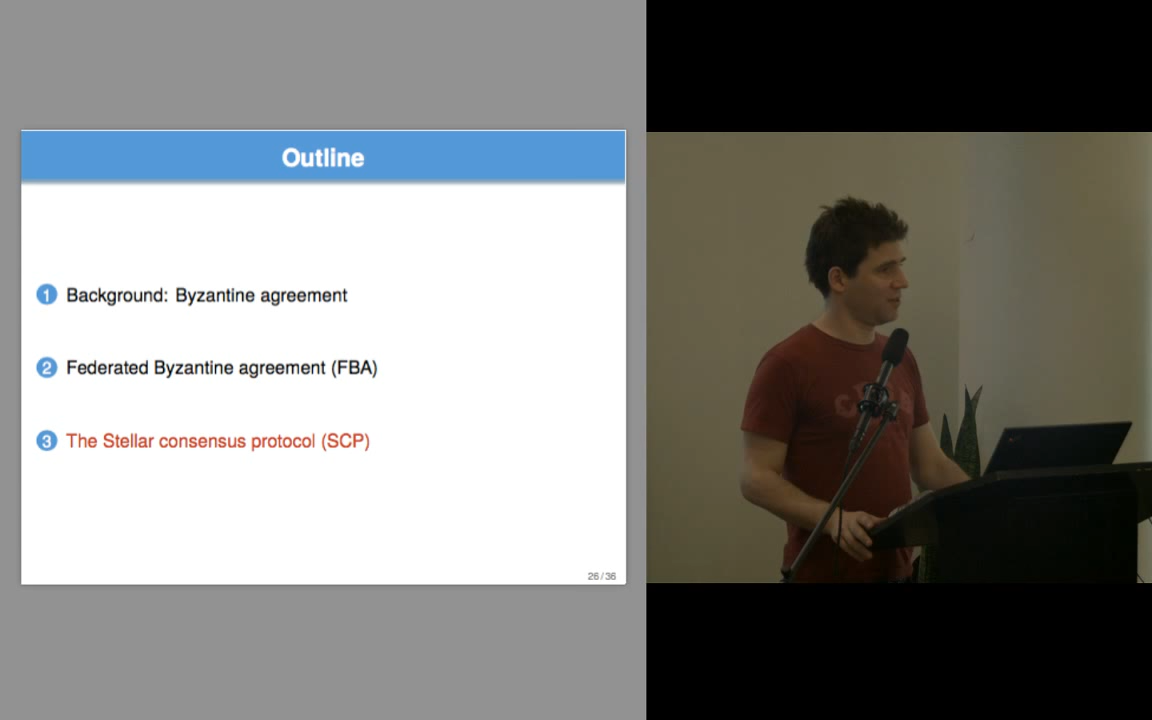 Outline
1 Background: Byzantine agreement
2 Federated Byzantine agreement (FBA)
3 The Stellar consensus protocol (SCP)
26 / 36